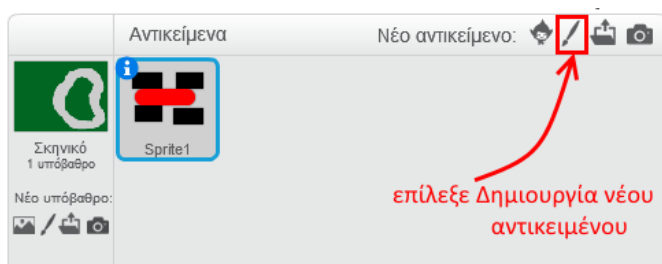 Αντικείμενα
Νέο αντικείμενο:
Σκηνικό
1 υπόβαθρο
Sprite1
Νέο υπόβαθρο:
επίλεξε Δημιουργία νέου
αντικειμένου